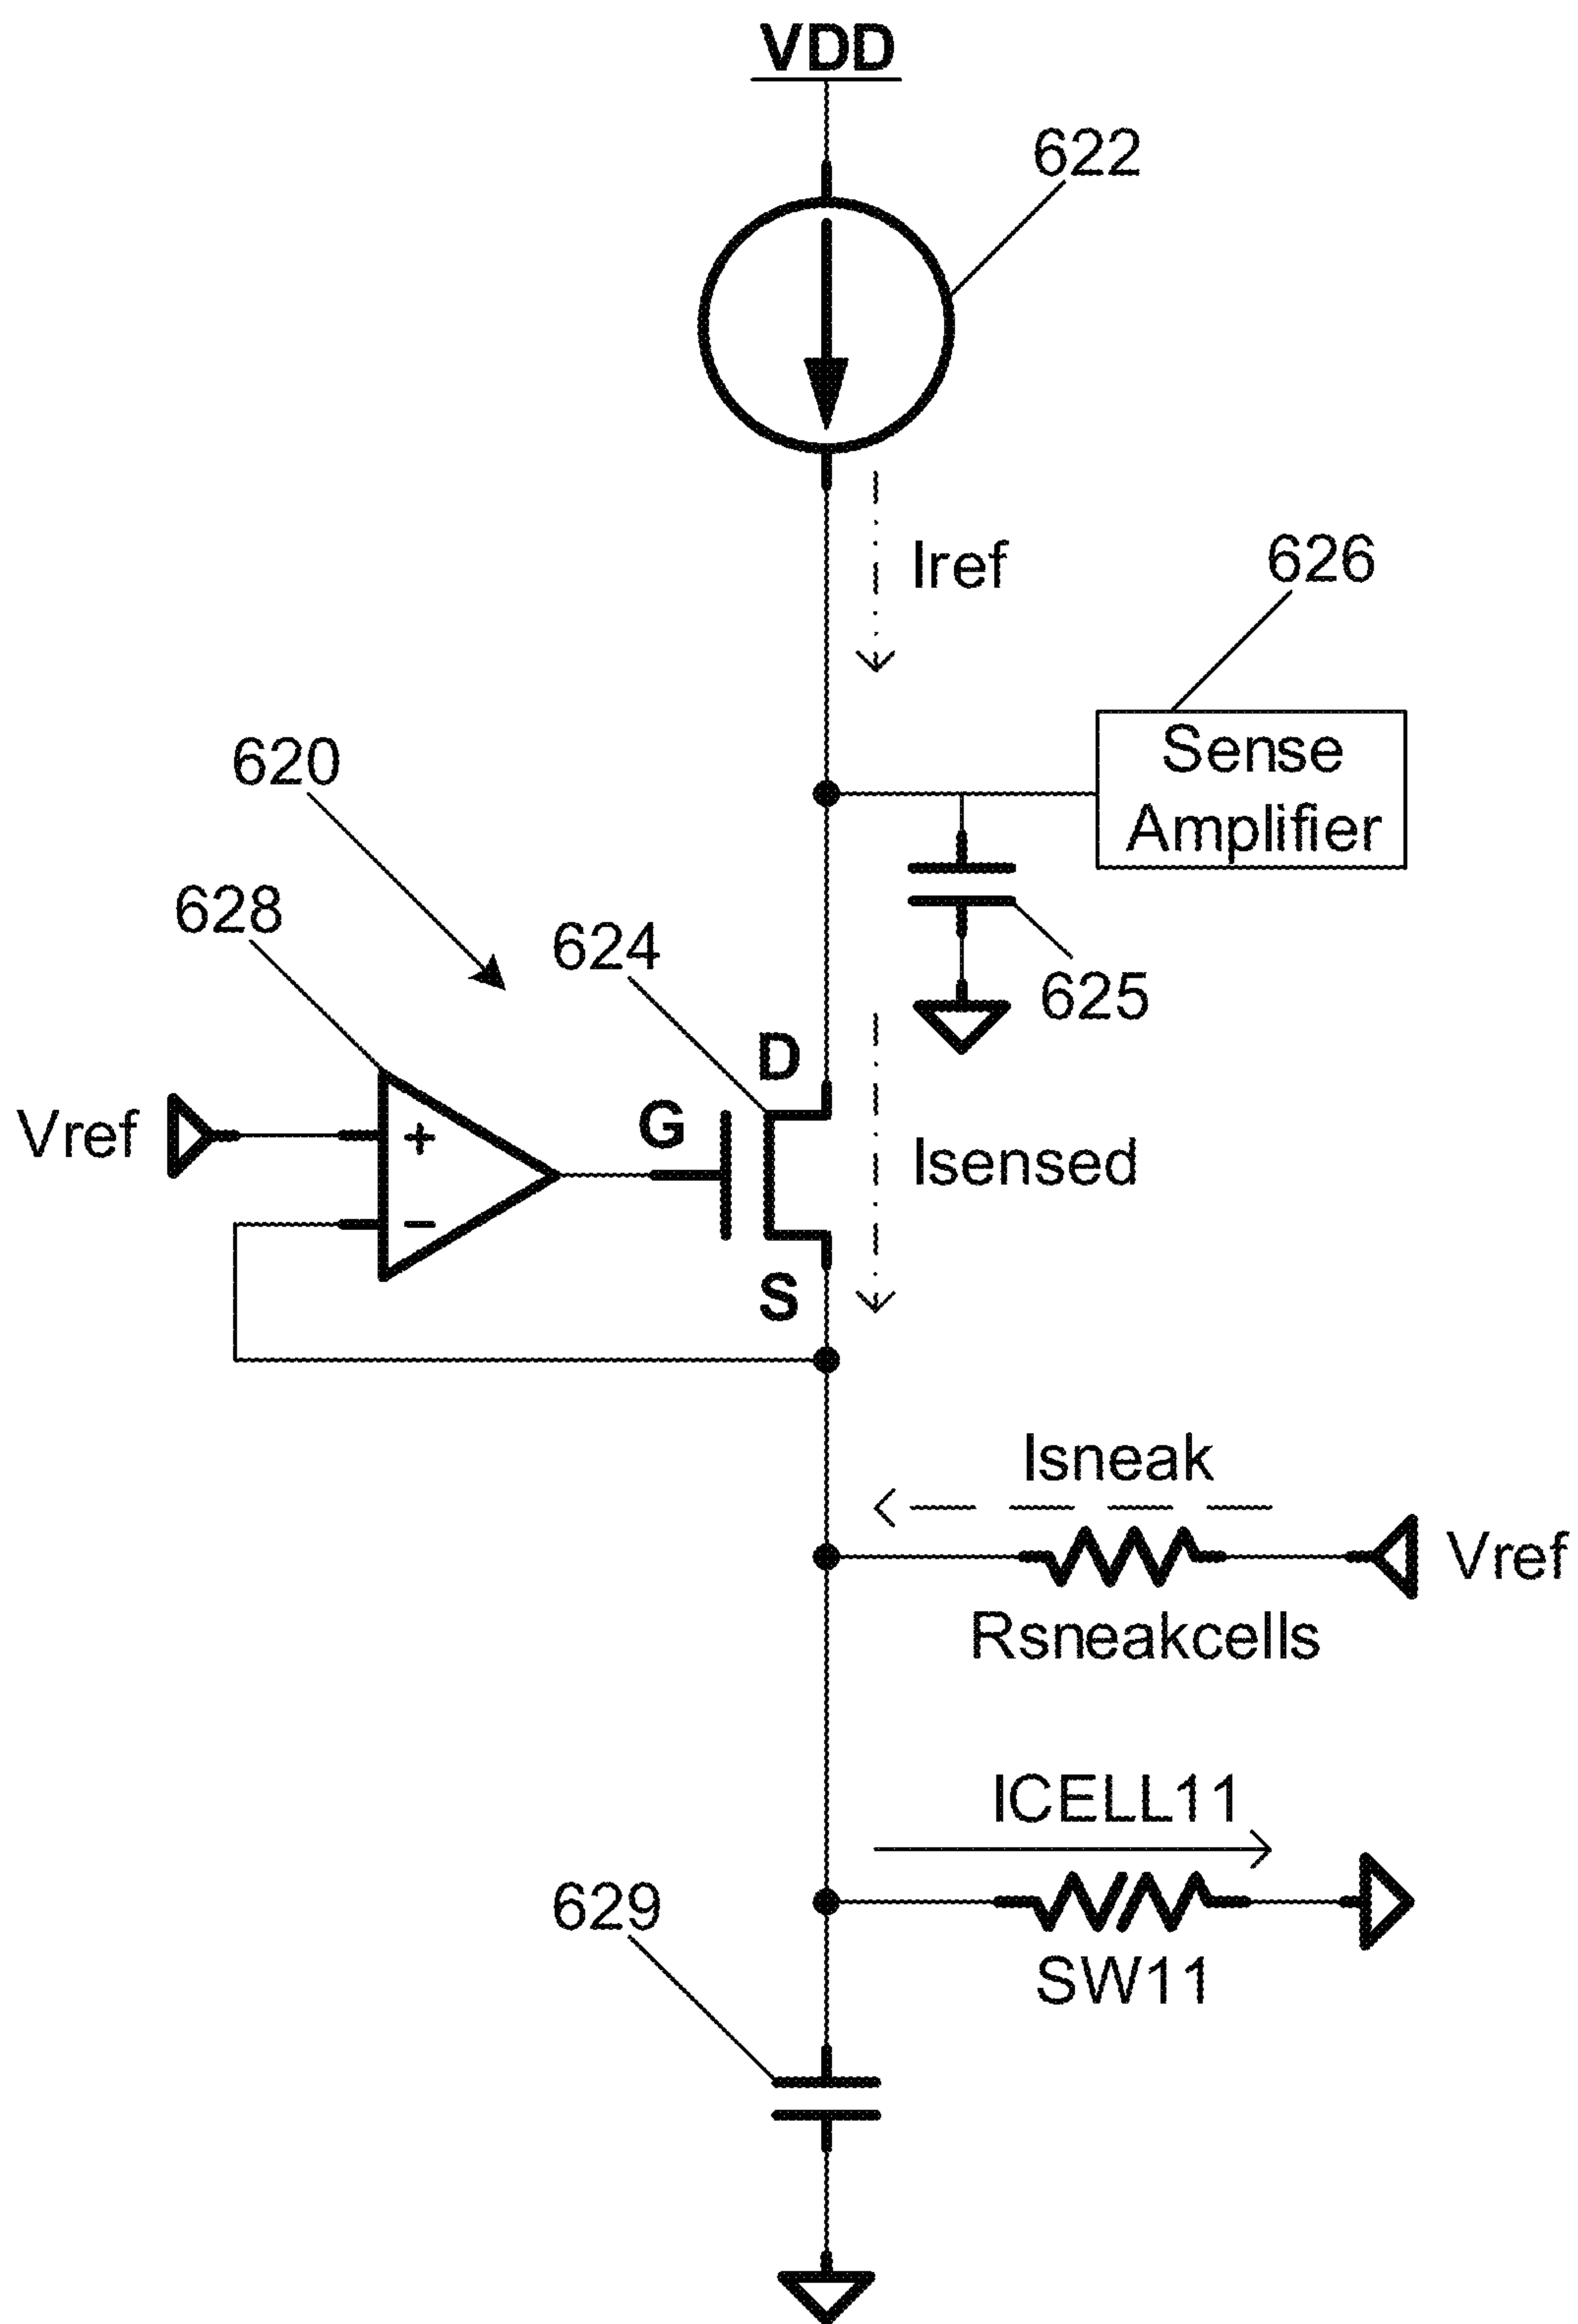 VDD
622
Iref
626
Sense
Amplifier
620
628
624
625
D
Vref
+
G
Isensed
−
S
Isneak
Vref
Rsneakcells
ICELL11
629
SW11